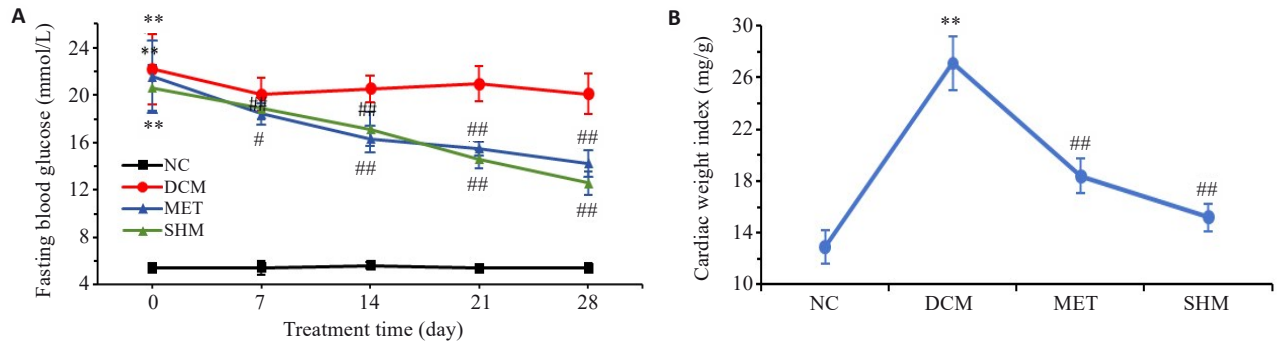 A
Fasting blood glucose (mmol/L)
24
20
16
12
8
4
**
**
**
##
#
##
##
##
##
##
##
NC
DCM
MET
SHM
0 7 14 21 28
Treatment time (day)
B
Cardiac weight index (mg/g)
30
26
22
18
14
10
**
##
##
NC DCM MET SHM